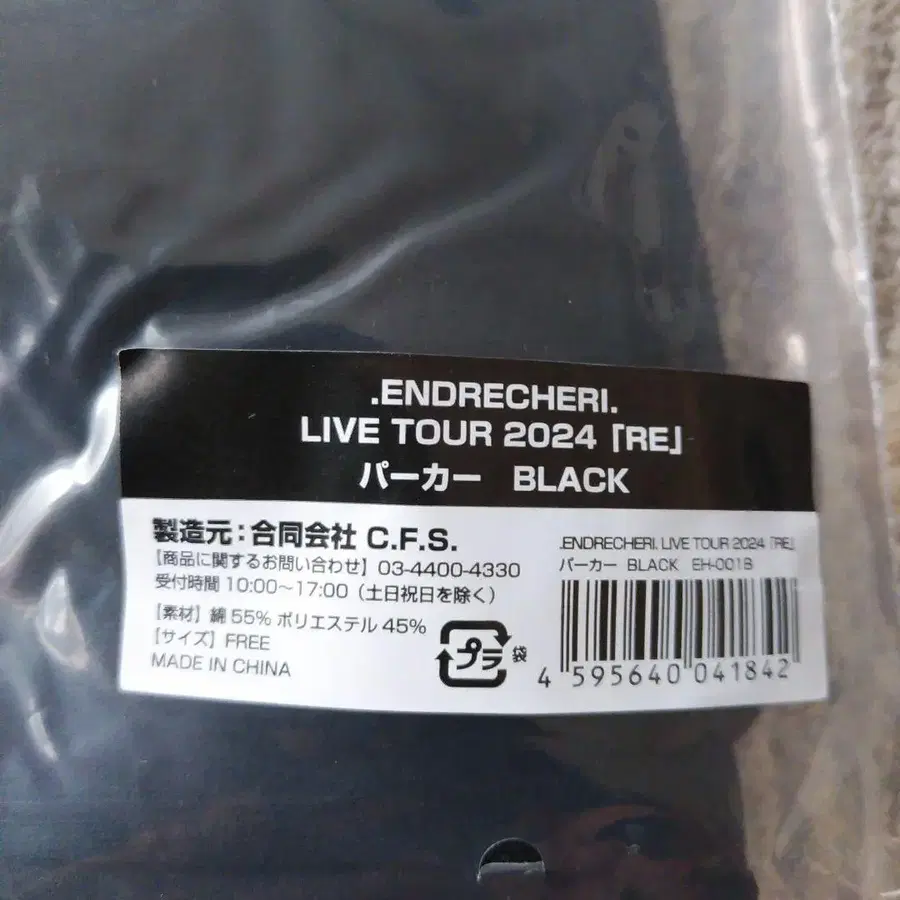 .ENDRECHERI.
LIVE TOUR 2024「RE」
パーカー BLACK
製造元:合同会社 C.F.S.
【商品に関するお問い合わせ】03-4400-4330
受付時間 10:00～17:00(土日祝日を除く)
【素材】綿 55% ポリエステル 45%
【サイズ】FREE
MADE IN CHINA
プラ 袋
.ENDRECHERI. LIVE TOUR 2024「RE」
パーカー BLACK EH-001B
4 595640 041842